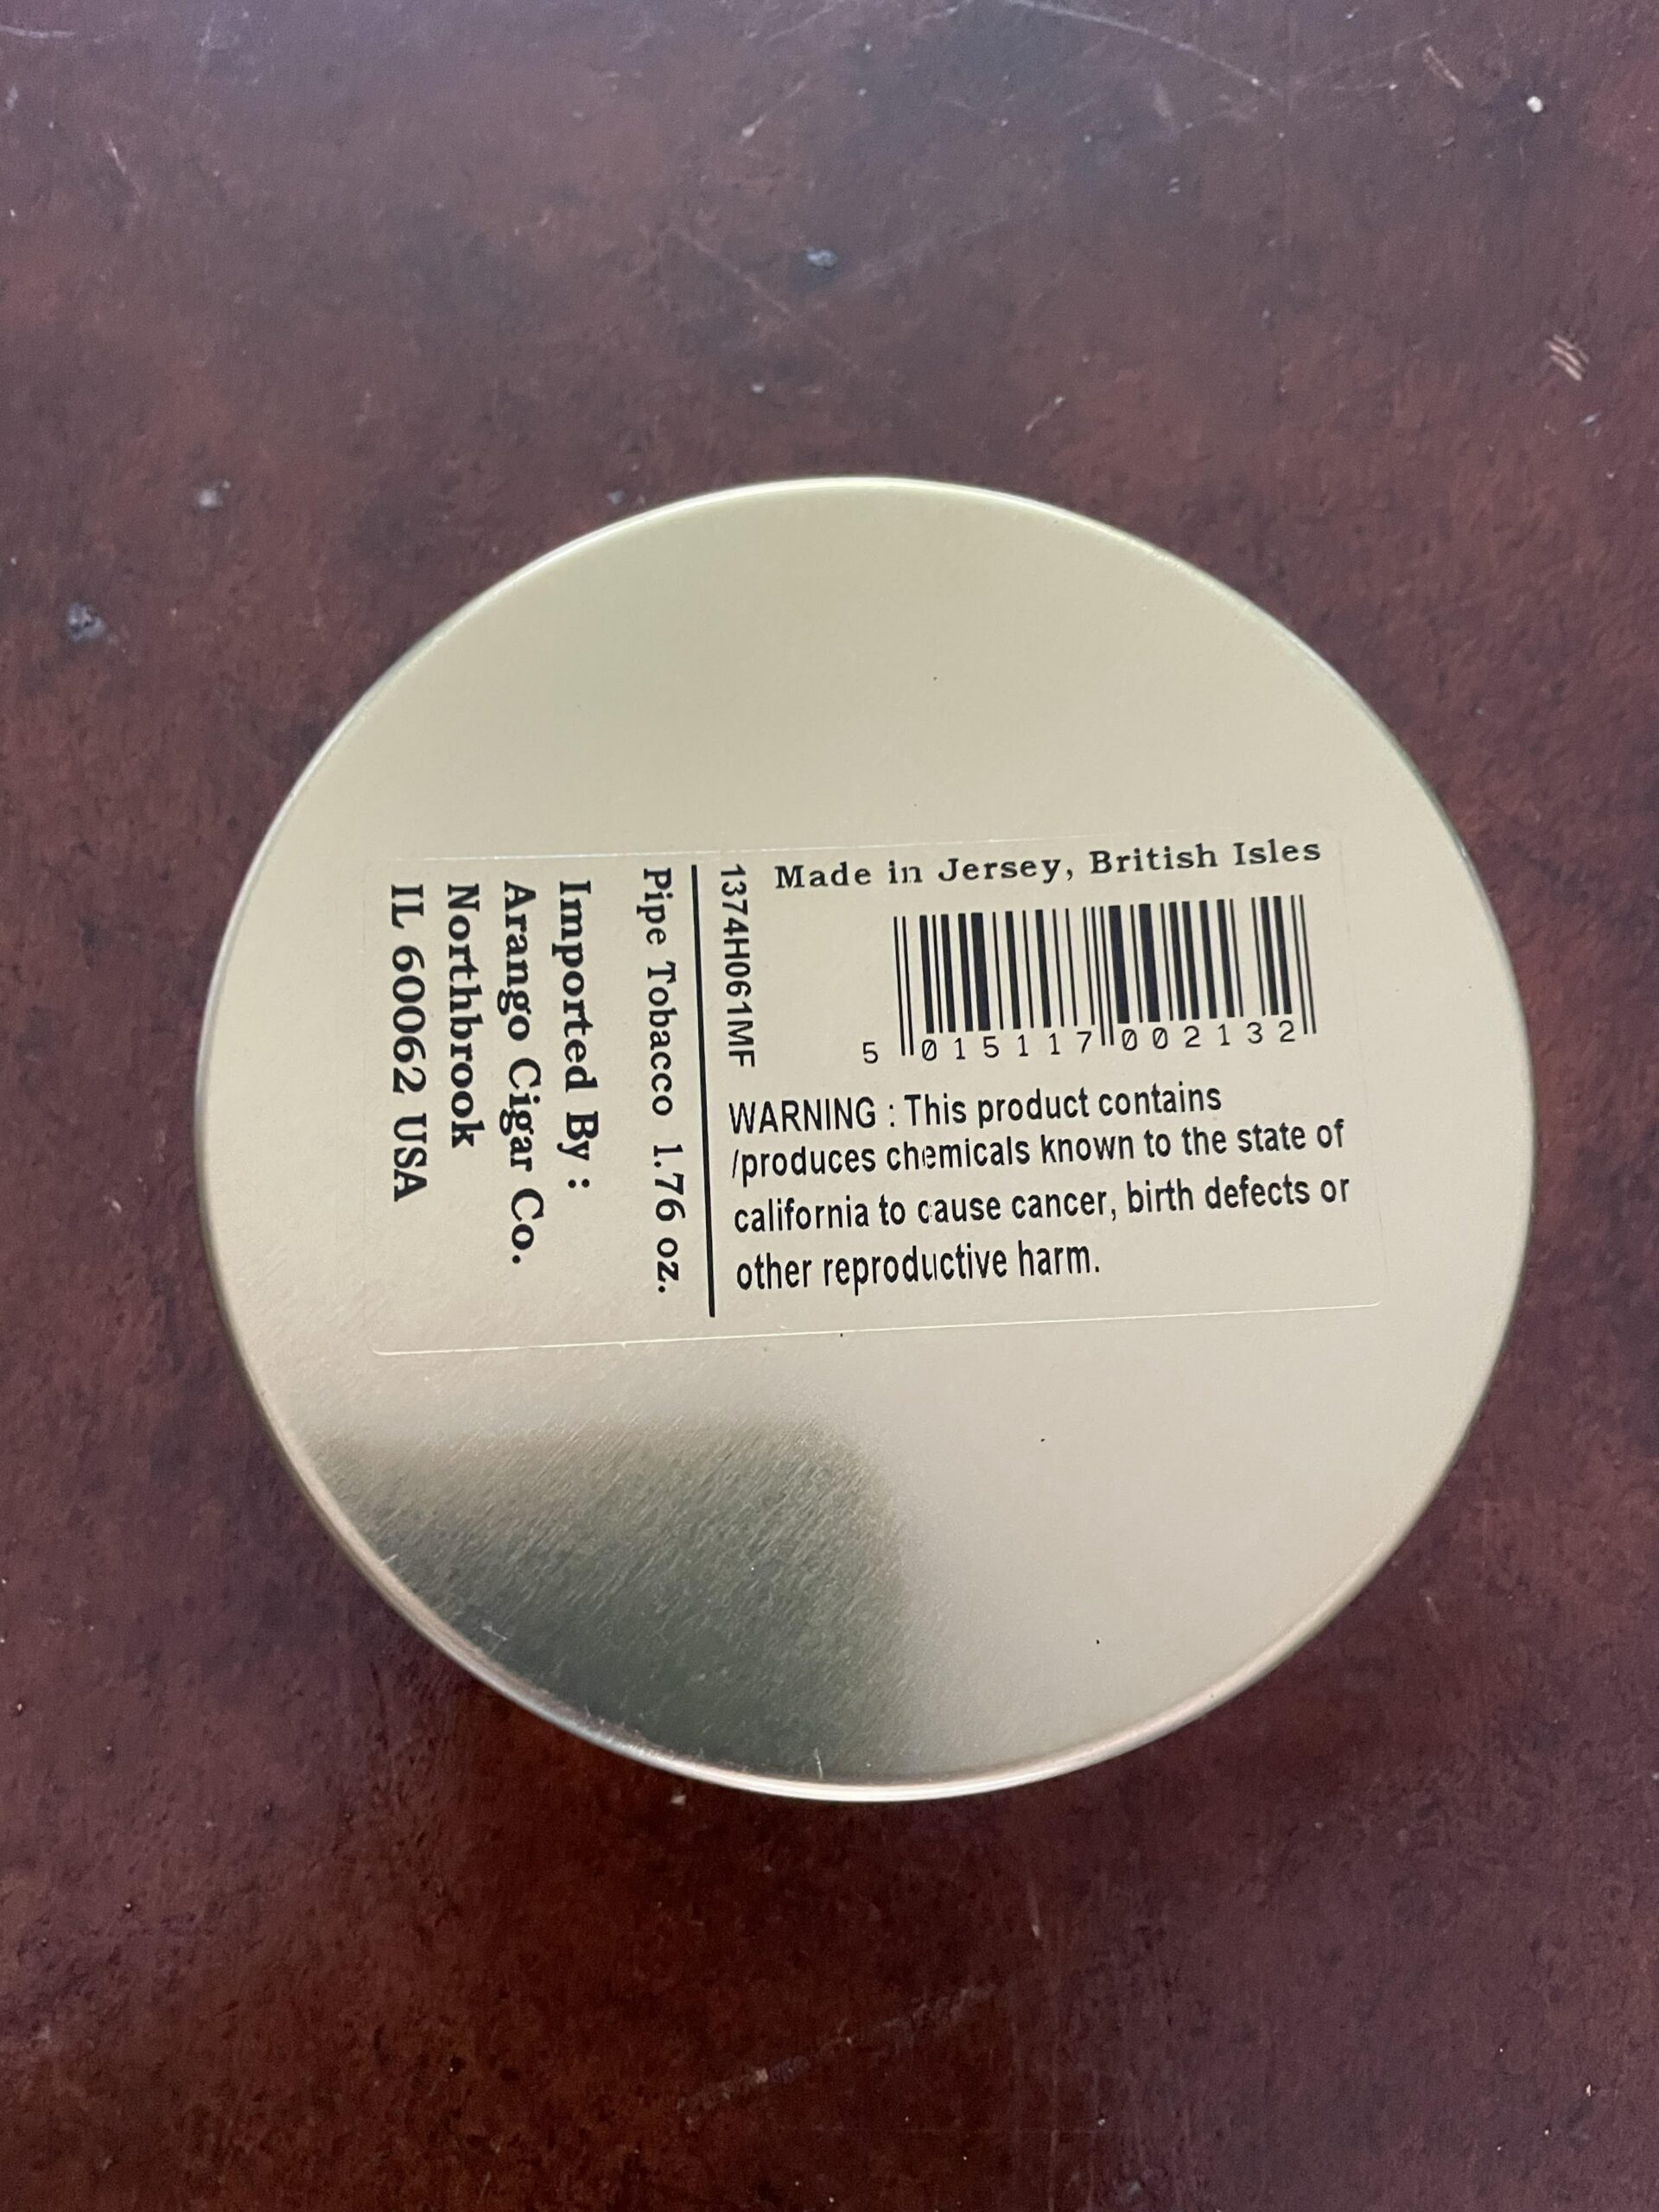 Made in Jersey, British Isles
5 015117 002132
WARNING : This product contains
/produces chemicals known to the state of
california to cause cancer, birth defects or
other reproductive harm.
1374H061MF
Pipe Tobacco 1.76 oz.
Imported By :
Arango Cigar Co.
Northbrook
IL 60062 USA